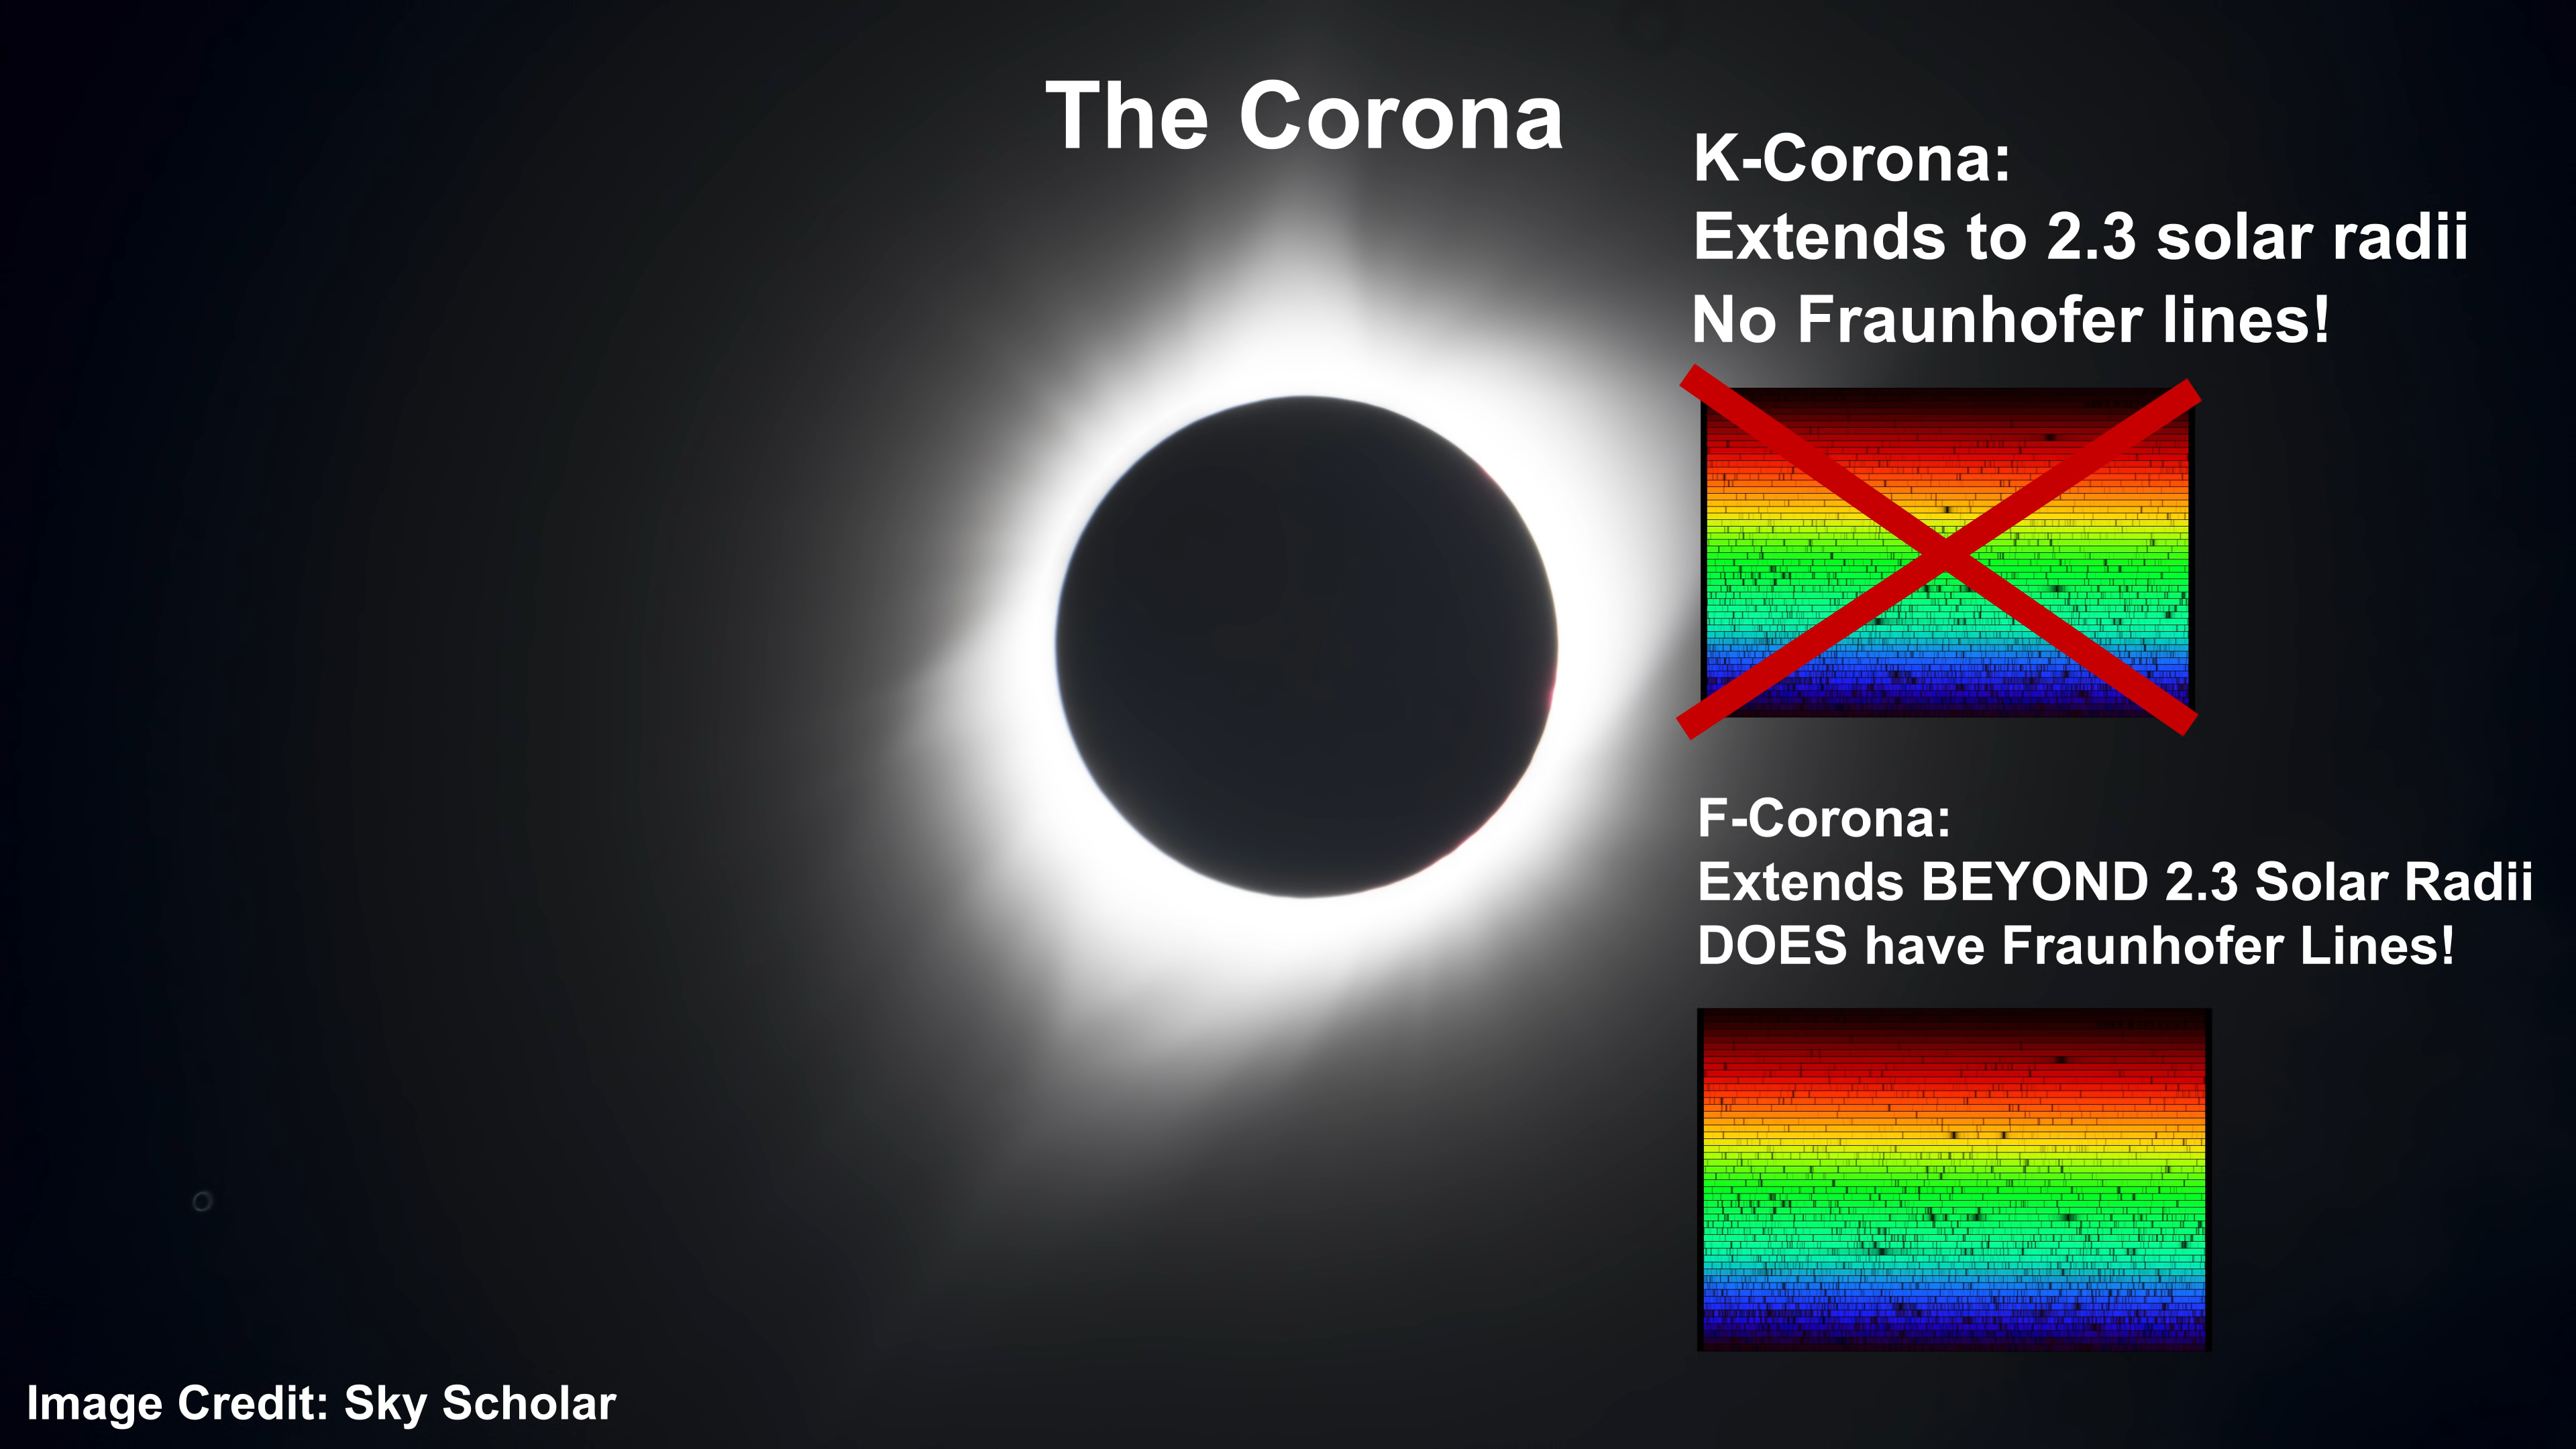 The Corona
K-Corona:
Extends to 2.3 solar radii
No Fraunhofer lines!
F-Corona:
Extends BEYOND 2.3 Solar Radii
DOES have Fraunhofer Lines!
Image Credit: Sky Scholar